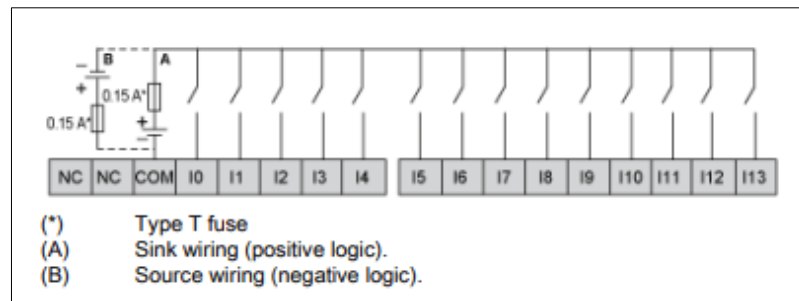 − B A
+ 0.15 A*
0.15 A* +
−
NC NC COM I0 I1 I2 I3 I4 I5 I6 I7 I8 I9 I10 I11 I12 I13
(*) Type T fuse
(A) Sink wiring (positive logic).
(B) Source wiring (negative logic).